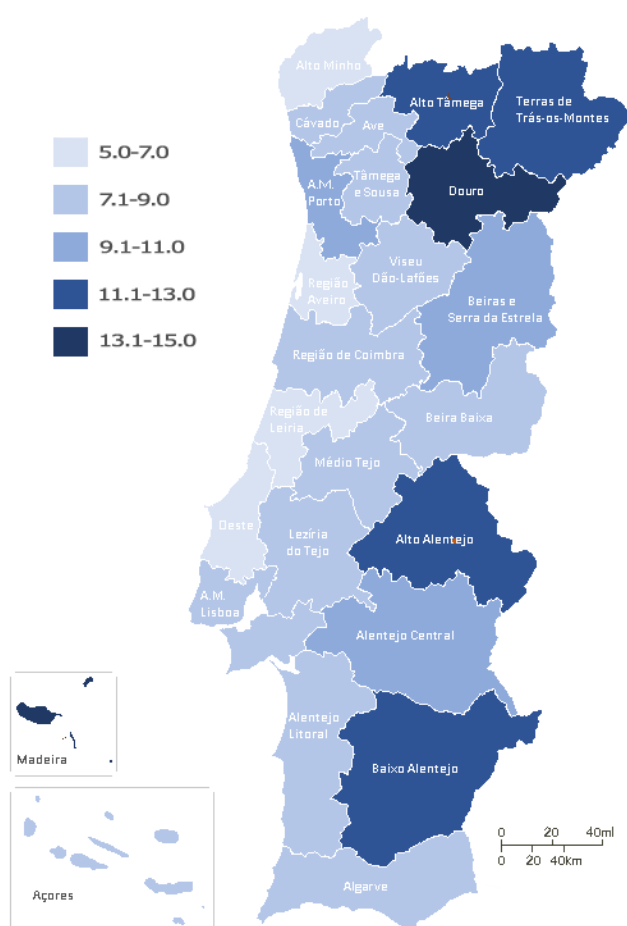 Alto Minho
Alto Tâmega
Terras de
Trás-os-Montes
Cávado
Ave
5.0-7.0
7.1-9.0
9.1-11.0
11.1-13.0
13.1-15.0
A.M.
Porto
Tâmega
e Sousa
Douro
Viseu
Dão-Lafões
Região
Aveiro
Beiras e
Serra da Estrela
Região de Coimbra
Região de
Leiria
Beira Baixa
Médio Tejo
Oeste
Lezíria
do Tejo
Alto Alentejo
A.M.
Lisboa
Alentejo Central
Alentejo
Litoral
Baixo Alentejo
Madeira
0 20 40ml
0 20 40km
Açores
Algarve